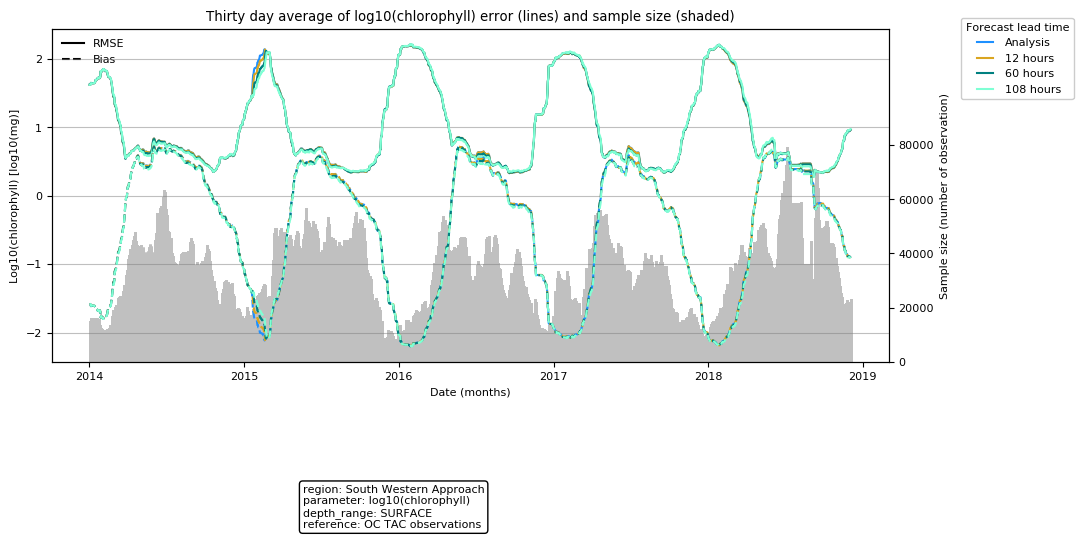 Thirty day average of log10(chlorophyll) error (lines) and sample size (shaded)
RMSE
Bias
Forecast lead time
Analysis
12 hours
60 hours
108 hours
Log10(chlorophyll) [log10(mg)]
2
1
0
−1
−2
Sample size (number of observation)
80000
60000
40000
20000
0
2014 2015 2016 2017 2018 2019
Date (months)
region: South Western Approach
parameter: log10(chlorophyll)
depth_range: SURFACE
reference: OC TAC observations